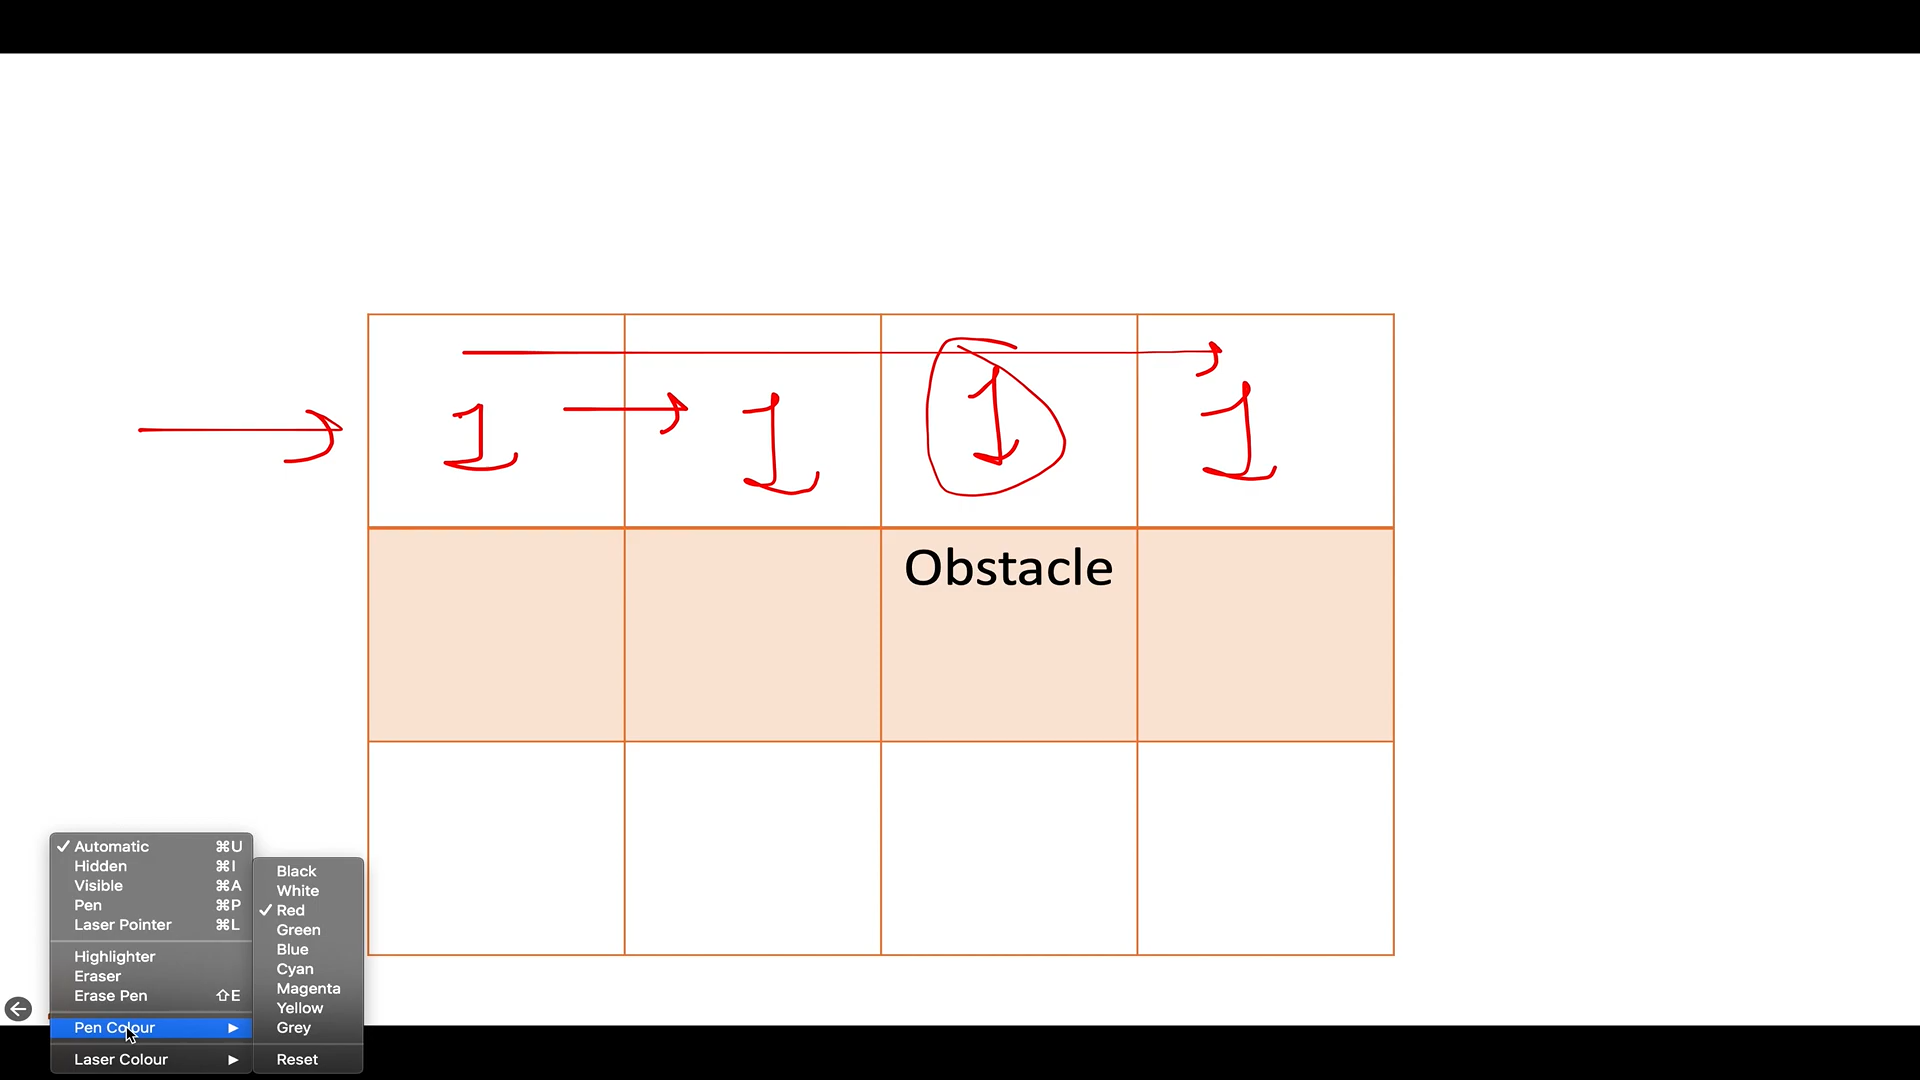 1 1 1 1
Obstacle
✓ Automatic ⌘U
Hidden ⌘I
Visible ⌘A
Pen ⌘P
Laser Pointer ⌘L
Highlighter
Eraser
Erase Pen ⇧E
Pen Colour ▶
Laser Colour ▶
Black
White
✓ Red
Green
Blue
Cyan
Magenta
Yellow
Grey
Reset